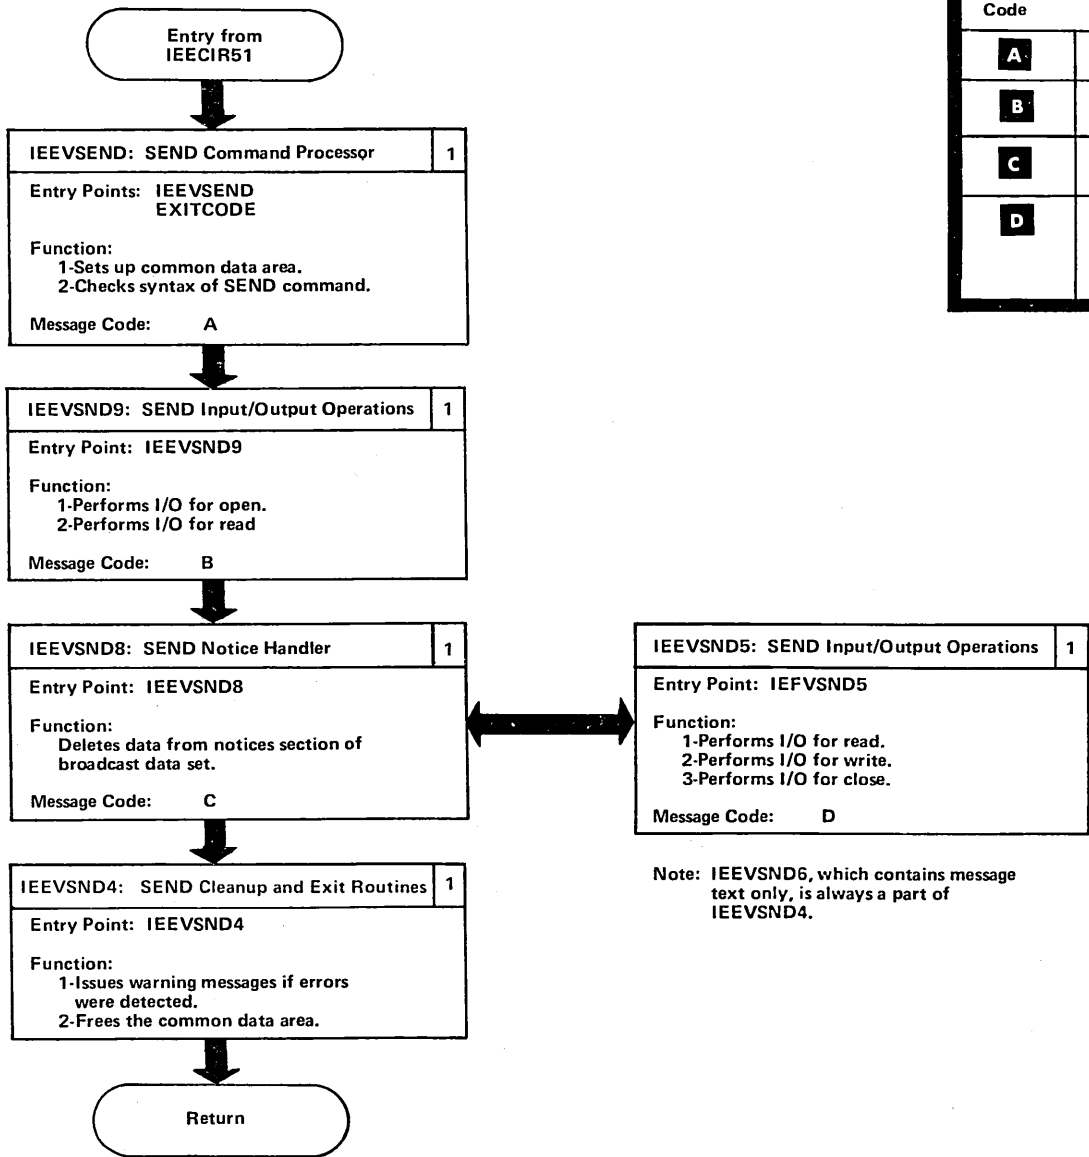 Entry from
IEECIR51
IEEVSEND: SEND Command Processor 1
Entry Points: IEEVSEND
EXITCODE
Function:
1-Sets up common data area.
2-Checks syntax of SEND command.
Message Code: A
IEEVSND9: SEND Input/Output Operations 1
Entry Point: IEEVSND9
Function:
1-Performs I/O for open.
2-Performs I/O for read
Message Code: B
IEEVSND8: SEND Notice Handler 1
Entry Point: IEEVSND8
Function:
Deletes data from notices section of
broadcast data set.
Message Code: C
IEEVSND4: SEND Cleanup and Exit Routines 1
Entry Point: IEEVSND4
Function:
1-Issues warning messages if errors
were detected.
2-Frees the common data area.
Return
Code
A
B
C
D
IEEVSND5: SEND Input/Output Operations 1
Entry Point: IEFVSND5
Function:
1-Performs I/O for read.
2-Performs I/O for write.
3-Performs I/O for close.
Message Code: D
Note: IEEVSND6, which contains message
text only, is always a part of
IEEVSND4.